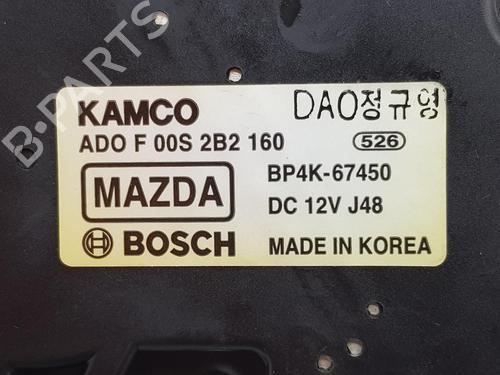 B-PARTS
KAMCO DAO정규영
ADO F 00S 2B2 160 526
MAZDA BP4K-67450
DC 12V J48
BOSCH MADE IN KOREA